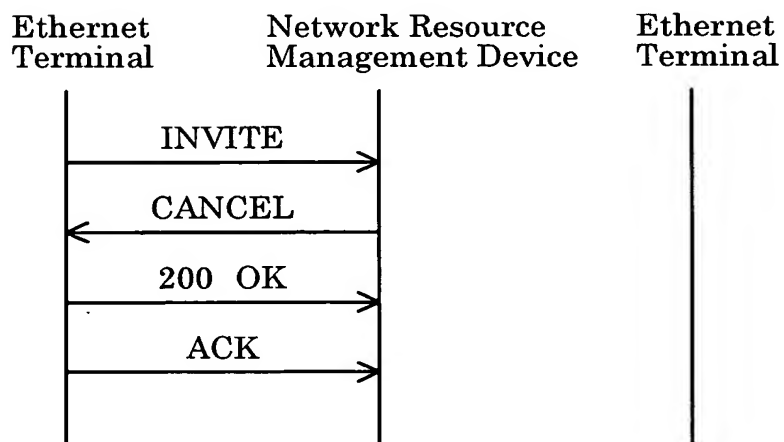 Ethernet
Terminal
Network Resource
Management Device
Ethernet
Terminal
INVITE
CANCEL
200 OK
ACK